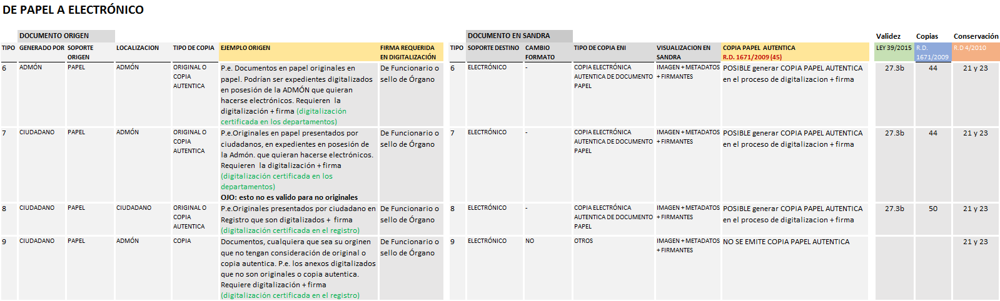 DE PAPEL A ELECTRÓNICO
DOCUMENTO ORIGEN
DOCUMENTO EN SANDRA
Validez
Copias
Conservación
TIPO
GENERADO POR
SOPORTE
ORIGEN
LOCALIZACION
TIPO DE COPIA
EJEMPLO ORIGEN
FIRMA REQUERIDA
EN DIGITALIZACIÓN
TIPO
SOPORTE DESTINO
CAMBIO
FORMATO
TIPO DE COPIA ENI
VISUALIZACION EN
SANDRA
COPIA PAPEL AUTENTICA
R.D. 1671/2009 (45)
LEY 39/2015
R.D.
1671/2009
R.D 4/2010
6
ADMÓN
PAPEL
ADMÓN
ORIGINAL O
COPIA
AUTENTICA
P.e. Documentos en papel originales en
papel. Podrían ser expedientes digitalizados
en posesión de la ADMÓN que quieran
hacerse electrónicos. Requieren la
digitalización + firma (digitalización
certificada en los departamentos)
De Funcionario o
sello de Órgano
6
ELECTRÓNICO
-
COPIA ELECTRÓNICA
AUTENTICA DE DOCUMENTO
PAPEL
IMAGEN + METADATOS
+ FIRMANTES
POSIBLE generar COPIA PAPEL AUTENTICA
en el proceso de digitalizacion + firma
27.3b
44
21 y 23
7
CIUDADANO
PAPEL
ADMÓN
ORIGINAL O
COPIA
AUTENTICA
P.e.Originales en papel presentados por
ciudadanos, en expedientes en posesión de
la Admón. que quieran hacerse electrónicos.
Requieren la digitalización + firma
(digitalización certificada en los
departamentos)
OJO: esto no es valido para no originales
De Funcionario o
sello de Órgano
7
ELECTRÓNICO
-
COPIA ELECTRÓNICA
AUTENTICA DE DOCUMENTO
PAPEL
IMAGEN + METADATOS
+ FIRMANTES
POSIBLE generar COPIA PAPEL AUTENTICA
en el proceso de digitalizacion + firma
27.3b
44
21 y 23
8
CIUDADANO
PAPEL
CIUDADANO
ORIGINAL O
COPIA
AUTENTICA
P.e.Originales presentados por ciudadano en
Registro que son digitalizados + firma
(digitalización certificada en el registro)
De Funcionario o
sello de Órgano
8
ELECTRÓNICO
-
COPIA ELECTRÓNICA
AUTENTICA DE DOCUMENTO
PAPEL
IMAGEN + METADATOS
+ FIRMANTES
POSIBLE generar COPIA PAPEL AUTENTICA
en el proceso de digitalizacion + firma
27.3b
50
21 y 23
9
CIUDADANO
PAPEL
ADMÓN
COPIA
Documentos, cualquiera que sea su orginen
que no tengan consideración de original o
copia autentica. P.e. los anexos digitalizados
que no son originales o copia autentica.
Requiere digitalización + firma
(digitalización certificada en el registro)
De Funcionario o
sello de Órgano
9
ELECTRÓNICO
NO
OTROS
IMAGEN + METADATOS
+ FIRMANTES
NO SE EMITE COPIA PAPEL AUTENTICA
21 y 23